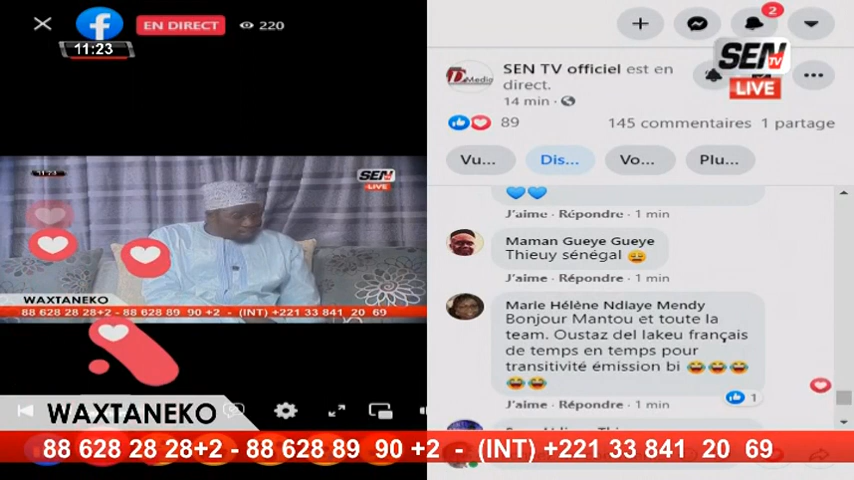 EN DIRECT
220
11:23
2
SEN TV
LIVE
SEN TV officiel est en
direct.
14 min
89
145 commentaires 1 partage
Vu...
Dis...
Vo...
Plu...
J'aime · Répondre · 1 min
Maman Gueye Gueye
Thieuy sénégal
J'aime · Répondre · 1 min
Marie Hélène Ndiaye Mendy
Bonjour Mantou et toute la
team. Oustaz del lakeu français
de temps en temps pour
transitivité émission bi
1
J'aime · Répondre · 1 min
11:23
SEN
LIVE
WAXTANEKO
88 628 28 28+2 - 88 628 89 90 +2 - (INT) +221 33 841 20 69
WAXTANEKO
88 628 28 28+2 - 88 628 89 90 +2 - (INT) +221 33 841 20 69